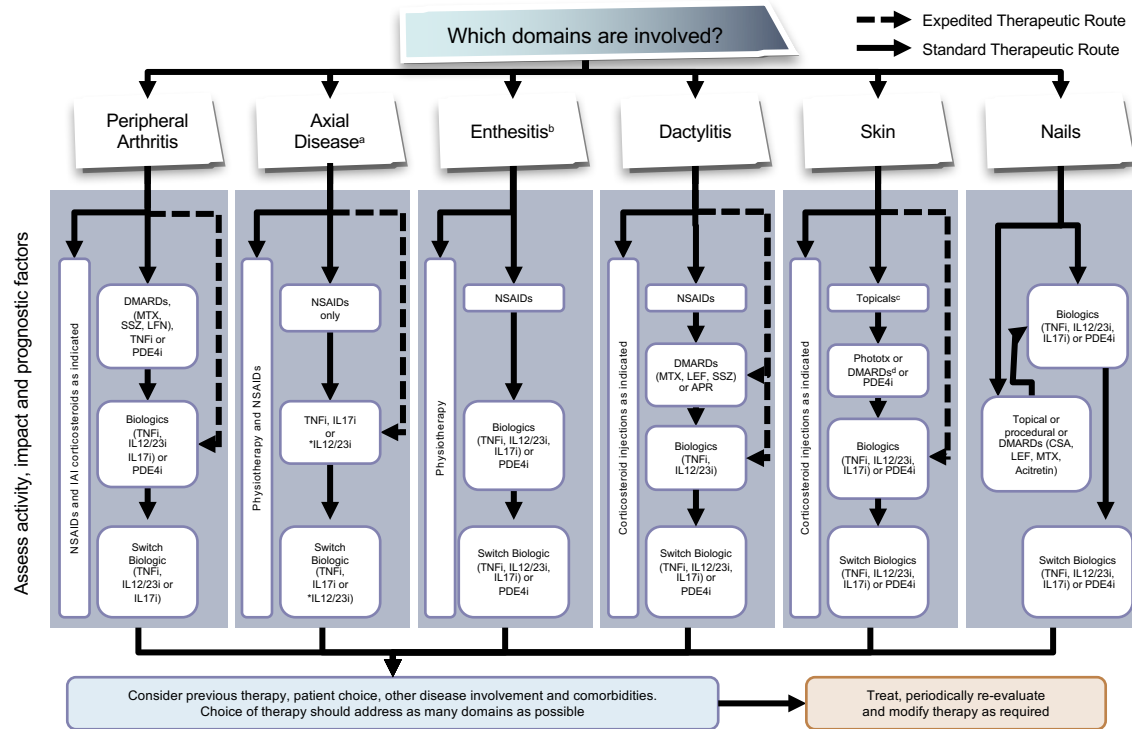 Which domains are involved?
Expedited Therapeutic Route
Standard Therapeutic Route
Peripheral
Arthritis
Axial
Diseaseᵃ
Enthesitisᵇ
Dactylitis
Skin
Nails
Assess activity, impact and prognostic factors
NSAIDs and IAI corticosteroids as indicated
DMARDs,
(MTX,
SSZ, LFN),
TNFi or
PDE4i
Biologics
(TNFi,
IL12/23i
IL17i) or
PDE4i
Switch
Biologic
(TNFi,
IL12/23i or
IL17i)
Physiotherapy and NSAIDs
NSAIDs
only
TNFi, IL17i
or
*IL12/23i
Switch
Biologic
(TNFi,
IL17i or
*IL12/23i)
Physiotherapy
NSAIDs
Biologics
(TNFi, IL12/23i,
IL17i) or
PDE4i
Switch Biologic
(TNFi, IL12/23i,
IL17i) or
PDE4i
Corticosteroid injections as indicated
NSAIDs
DMARDs
(MTX, LEF, SSZ)
or APR
Biologics
(TNFi,
IL12/23i)
Switch Biologic
(TNFi, IL12/23i,
IL17i) or
PDE4i
Corticosteroid injections as indicated
Topicalsᶜ
Phototx or
DMARDsᵈ or
PDE4i
Biologics
(TNFi, IL12/23i,
IL17i) or PDE4i
Switch Biologics
(TNFi, IL12/23i,
IL17i) or PDE4i
Biologics
(TNFi, IL12/23i,
IL17i) or PDE4i
Topical or
procedural or
DMARDs (CSA,
LEF, MTX,
Acitretin)
Switch Biologics
(TNFi, IL12/23i,
IL17i) or PDE4i
Consider previous therapy, patient choice, other disease involvement and comorbidities.
Choice of therapy should address as many domains as possible
Treat, periodically re-evaluate
and modify therapy as required